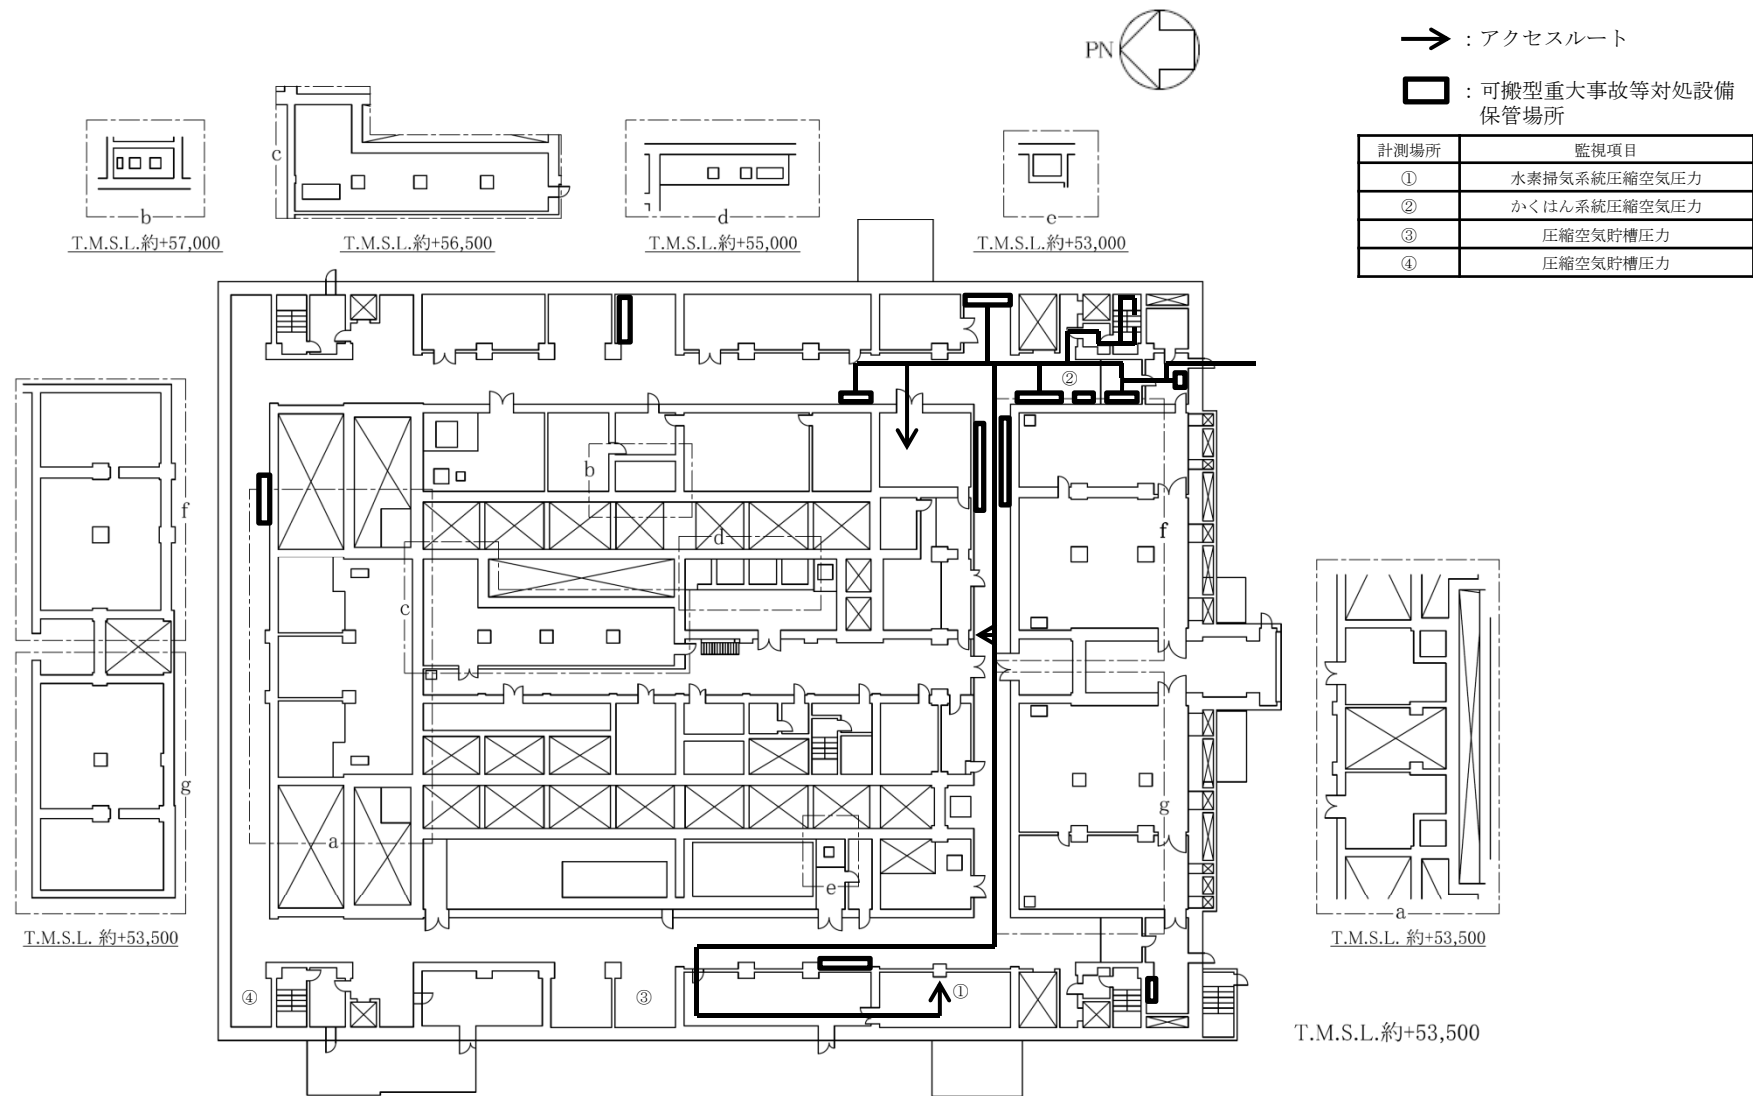 PN
：アクセスルート
：可搬型重大事故等対処設備
保管場所
計測場所 監視項目
① 水素掃気系統圧縮空気圧力
② かくはん系統圧縮空気圧力
③ 圧縮空気貯槽圧力
④ 圧縮空気貯槽圧力
b
T.M.S.L.約+57,000
c
T.M.S.L.約+56,500
d
T.M.S.L.約+55,000
e
T.M.S.L.約+53,000
②
f
g
T.M.S.L. 約+53,500
b
d
c
f
a
e
g
④
③
①
a
T.M.S.L. 約+53,500
T.M.S.L.約+53,500